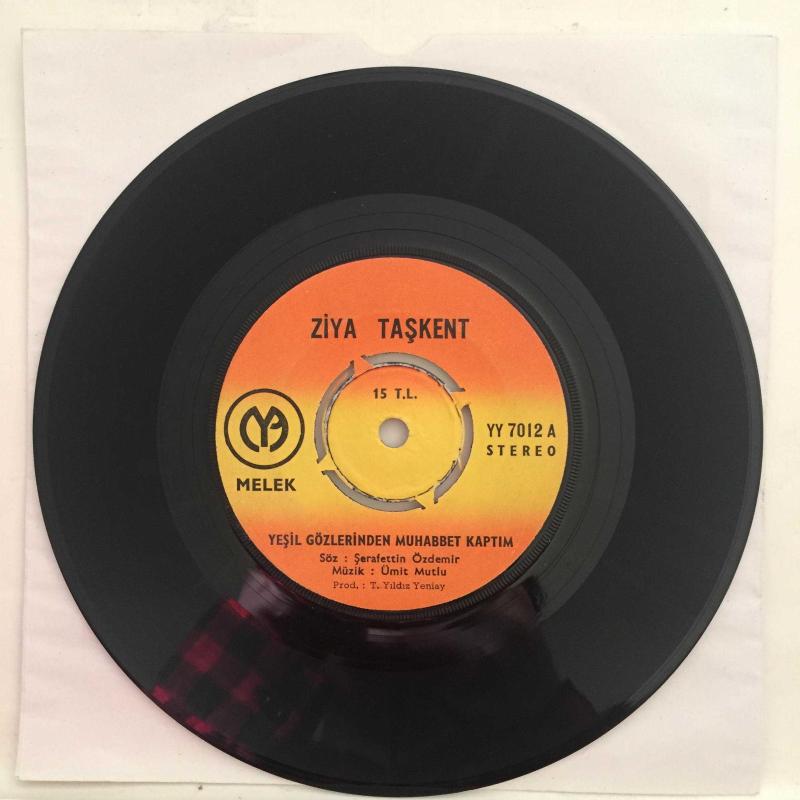 ZİYA TAŞKENT
15 T.L.
YY 7012 A
STEREO
MELEK
YEŞİL GÖZLERİNDEN MUHABBET KAPTIM
Söz : Şerafettin Özdemir
Müzik : Ümit Mutlu
Prod. : T. Yıldız Yeniay